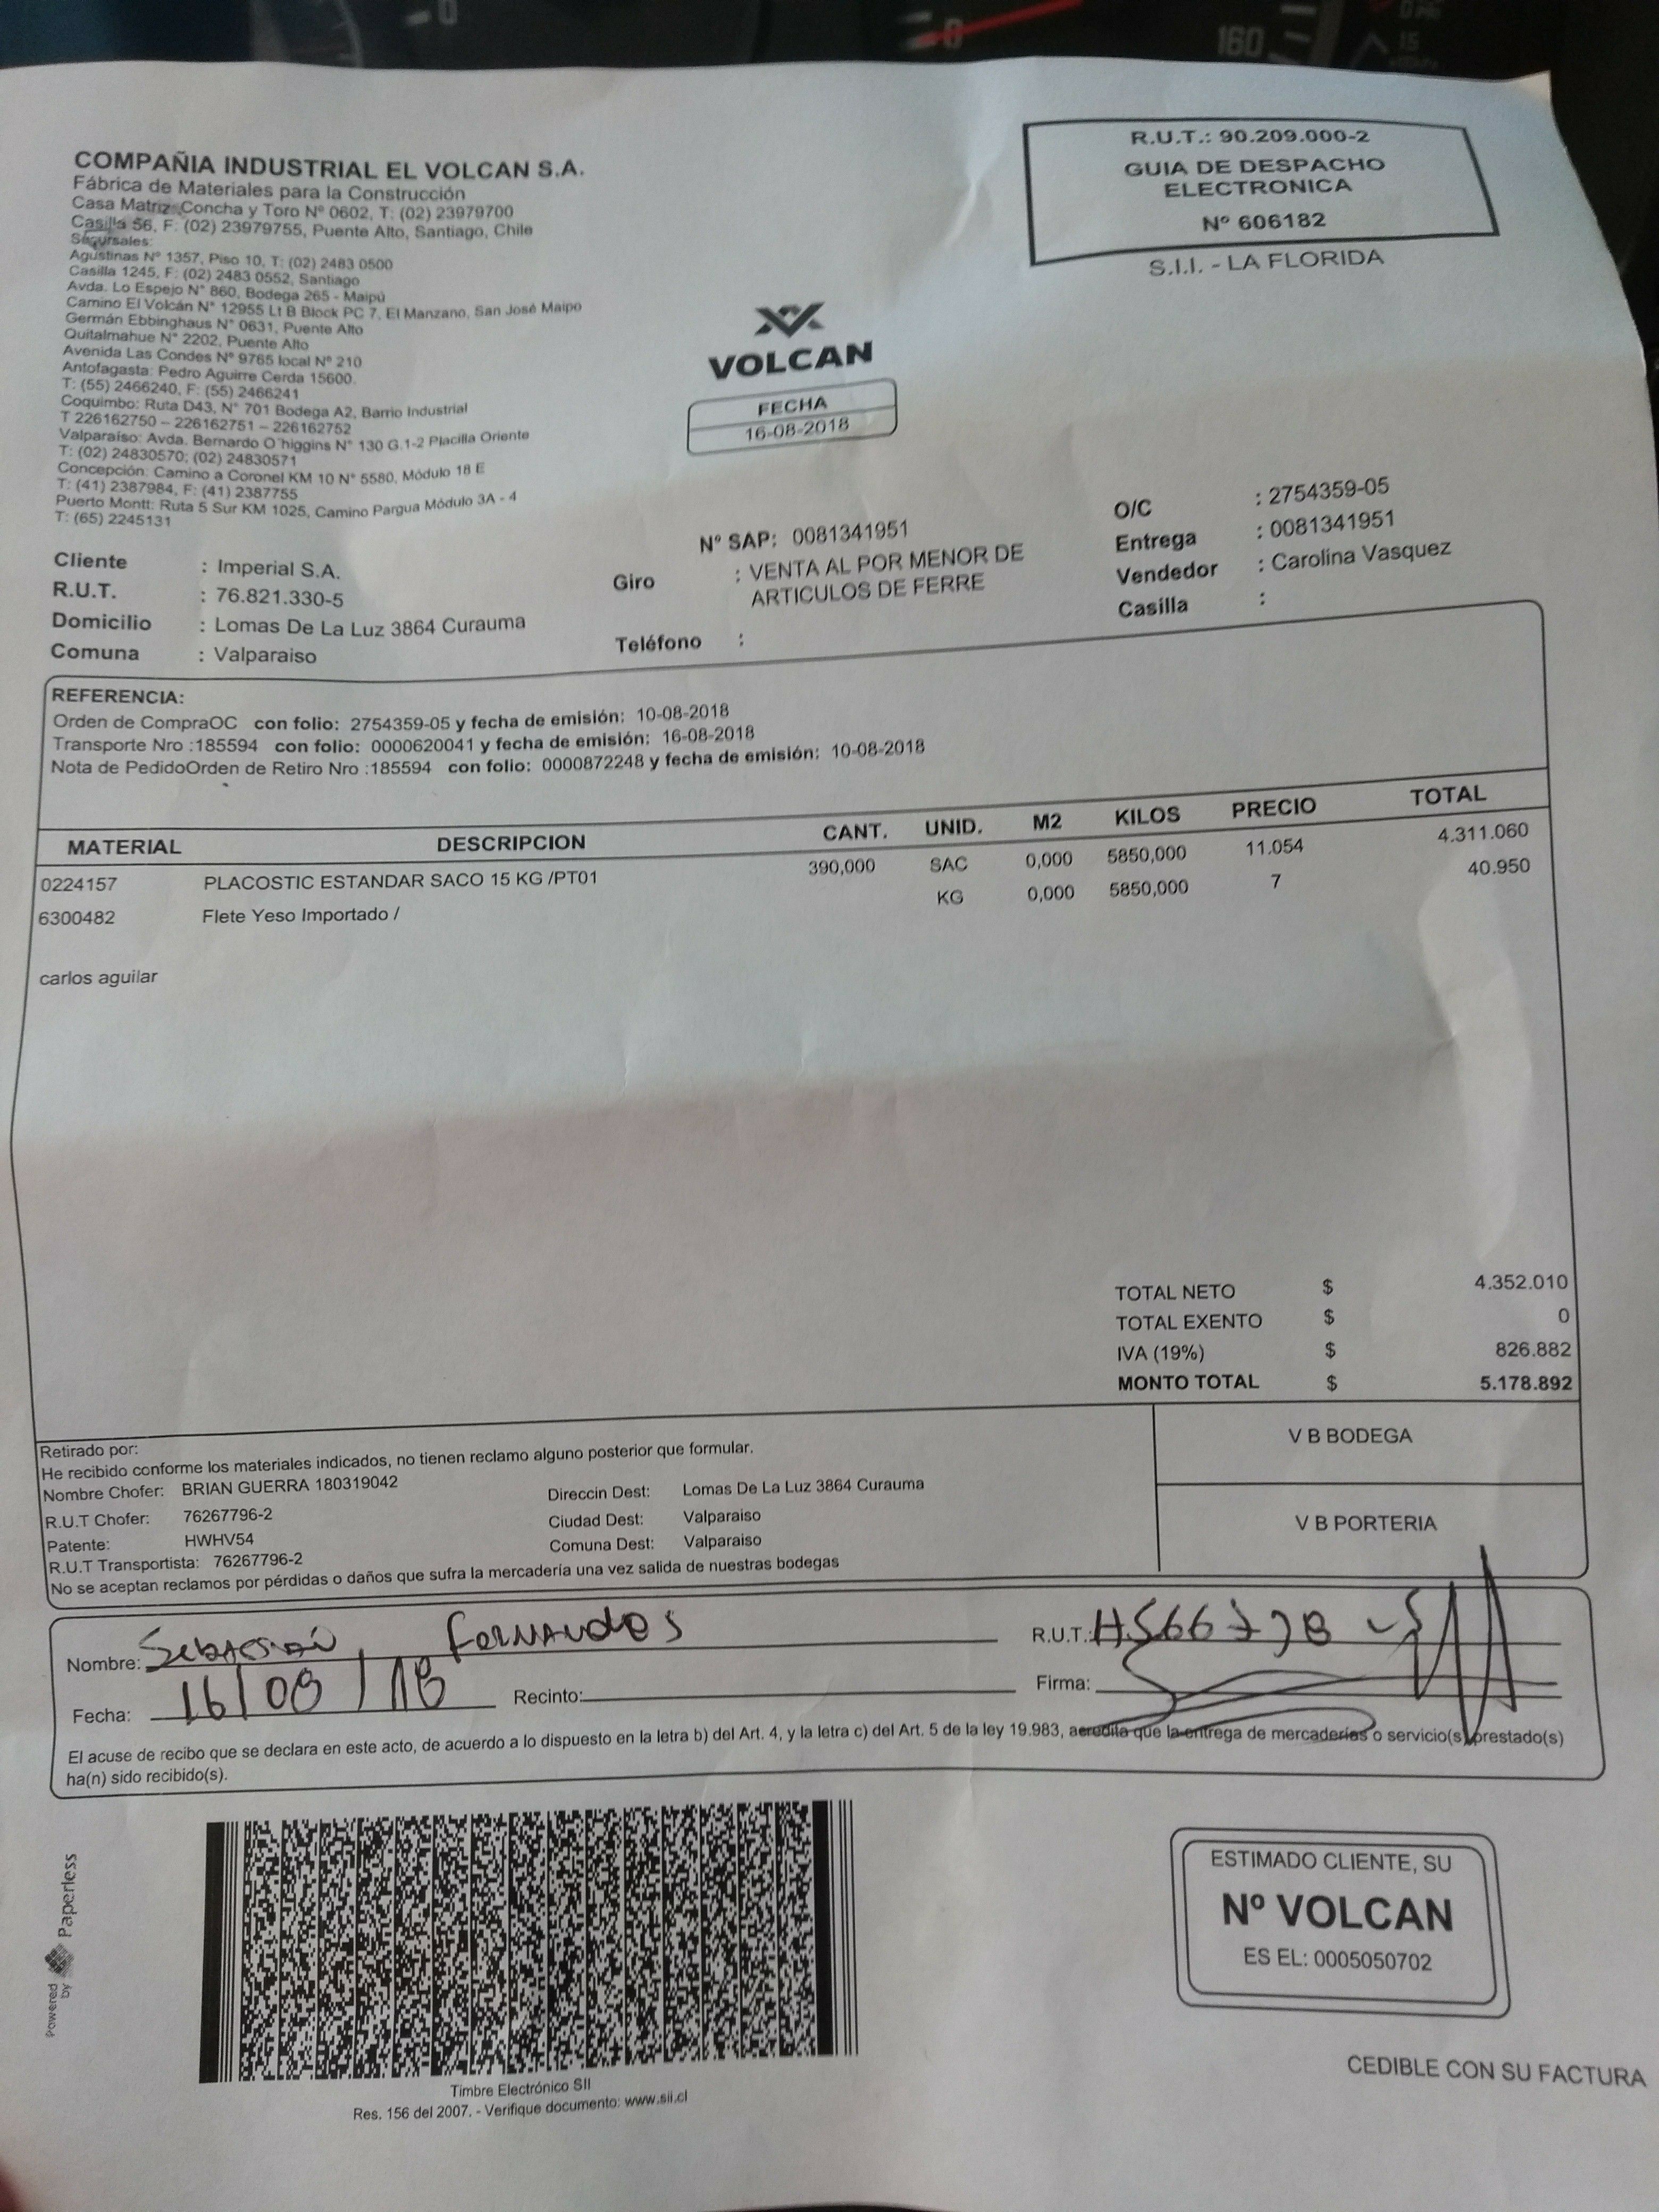 COMPAÑIA INDUSTRIAL EL VOLCAN S.A.
Fábrica de Materiales para la Construcción
Casa Matriz: Concha y Toro Nº 0602, T: (02) 23979700
Casilla 56, F: (02) 23979755, Puente Alto, Santiago, Chile
Sucursales:
Agustinas N° 1357, Piso 10, T: (02) 2483 0500
Casilla 1245, F: (02) 2483 0552, Santiago
Avda. Lo Espejo N° 860, Bodega 265 - Maipú
Camino El Volcán N° 12955 Lt B Block PC 7, El Manzano, San José Maipo
Germán Ebbinghaus N° 0631, Puente Alto
Quitalmahue N° 2202, Puente Alto
Avenida Las Condes Nº 9765 local Nº 210
Antofagasta: Pedro Aguirre Cerda 15600.
T: (55) 2466240, F: (55) 2466241
Coquimbo: Ruta D43, N° 701 Bodega A2, Barrio Industrial
T 226162750 – 226162751 – 226162752
Valparaíso: Avda. Bernardo O´higgins N° 130 G.1-2 Placilla Oriente
T: (02) 24830570; (02) 24830571
Concepción: Camino a Coronel KM 10 N° 5580, Módulo 18 E
T: (41) 2387984, F: (41) 2387755
Puerto Montt: Ruta 5 Sur KM 1025, Camino Pargua Módulo 3A - 4
T: (65) 2245131
R.U.T.: 90.209.000-2
GUIA DE DESPACHO
ELECTRONICA
Nº 606182
S.I.I. - LA FLORIDA
VOLCAN
FECHA
16-08-2018
Nº SAP: 0081341951
O/C : 2754359-05
Entrega : 0081341951
Vendedor : Carolina Vasquez
Casilla :
Cliente : Imperial S.A.
R.U.T. : 76.821.330-5
Domicilio : Lomas De La Luz 3864 Curauma
Comuna : Valparaiso
Giro : VENTA AL POR MENOR DE
ARTICULOS DE FERRE
Teléfono :
REFERENCIA:
Orden de CompraOC con folio: 2754359-05 y fecha de emisión: 10-08-2018
Transporte Nro :185594 con folio: 0000620041 y fecha de emisión: 16-08-2018
Nota de PedidoOrden de Retiro Nro :185594 con folio: 0000872248 y fecha de emisión: 10-08-2018
MATERIAL DESCRIPCION CANT. UNID. M2 KILOS PRECIO TOTAL
0224157 PLACOSTIC ESTANDAR SACO 15 KG /PT01 390,000 SAC 0,000 5850,000 11.054 4.311.060
6300482 Flete Yeso Importado / KG 0,000 5850,000 7 40.950
carlos aguilar
TOTAL NETO $ 4.352.010
TOTAL EXENTO $ 0
IVA (19%) $ 826.882
MONTO TOTAL $ 5.178.892
Retirado por:
He recibido conforme los materiales indicados, no tienen reclamo alguno posterior que formular.
Nombre Chofer: BRIAN GUERRA 180319042
R.U.T Chofer: 76267796-2
Patente: HWHV54
R.U.T Transportista: 76267796-2
Direccin Dest: Lomas De La Luz 3864 Curauma
Ciudad Dest: Valparaiso
Comuna Dest: Valparaiso
No se aceptan reclamos por pérdidas o daños que sufra la mercadería una vez salida de nuestras bodegas
V B BODEGA
V B PORTERIA
Nombre:
R.U.T.:
Fecha: 16/08/18 Recinto:
Firma:
El acuse de recibo que se declara en este acto, de acuerdo a lo dispuesto en la letra b) del Art. 4, y la letra c) del Art. 5 de la ley 19.983, acredita que la entrega de mercaderías o servicio(s) prestado(s)
ha(n) sido recibido(s).
Powered by Paperless
Timbre Electrónico SII
Res. 156 del 2007. - Verifique documento: www.sii.cl
ESTIMADO CLIENTE, SU
Nº VOLCAN
ES EL: 0005050702
CEDIBLE CON SU FACTURA
0
0
160
15